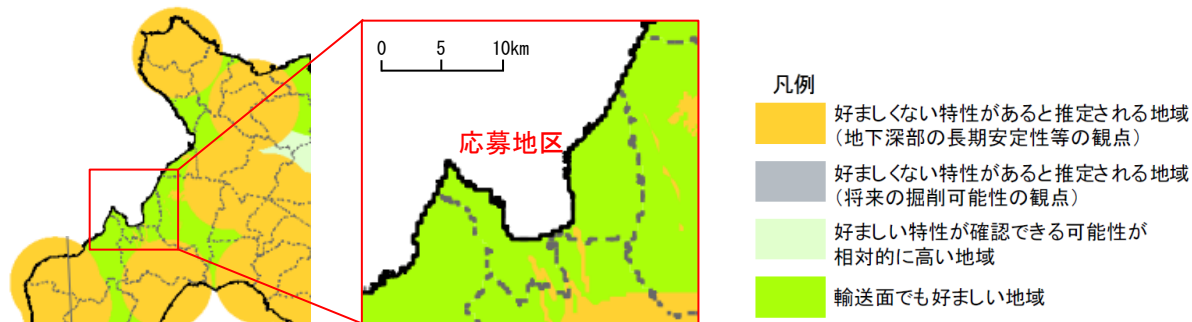 0 5 10km
応募地区
凡例
好ましくない特性があると推定される地域
(地下深部の長期安定性等の観点)
好ましくない特性があると推定される地域
(将来の掘削可能性の観点)
好ましい特性が確認できる可能性が
相対的に高い地域
輸送面でも好ましい地域